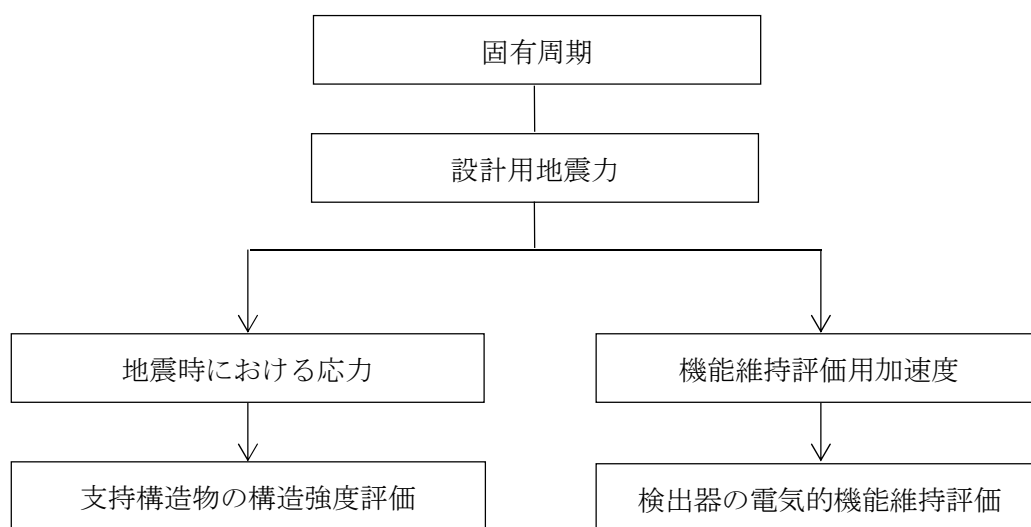 固有周期
設計用地震力
地震時における応力
機能維持評価用加速度
支持構造物の構造強度評価
検出器の電気的機能維持評価